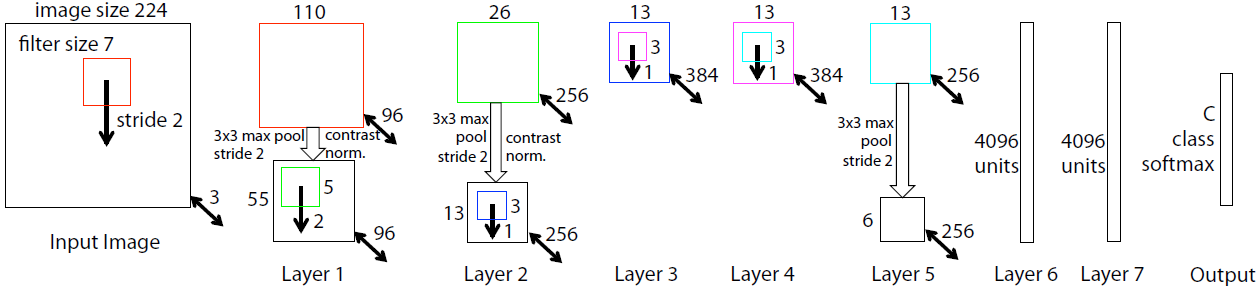 image size 224
filter size 7
stride 2
3
Input Image
110
96
3x3 max pool
stride 2
contrast
norm.
55
5
2
96
Layer 1
26
256
3x3 max
pool
stride 2
contrast
norm.
13
3
1
256
Layer 2
13
3
1
384
Layer 3
13
3
1
384
Layer 4
13
256
3x3 max
pool
stride 2
6
256
Layer 5
4096
units
Layer 6
4096
units
Layer 7
C
class
softmax
Output